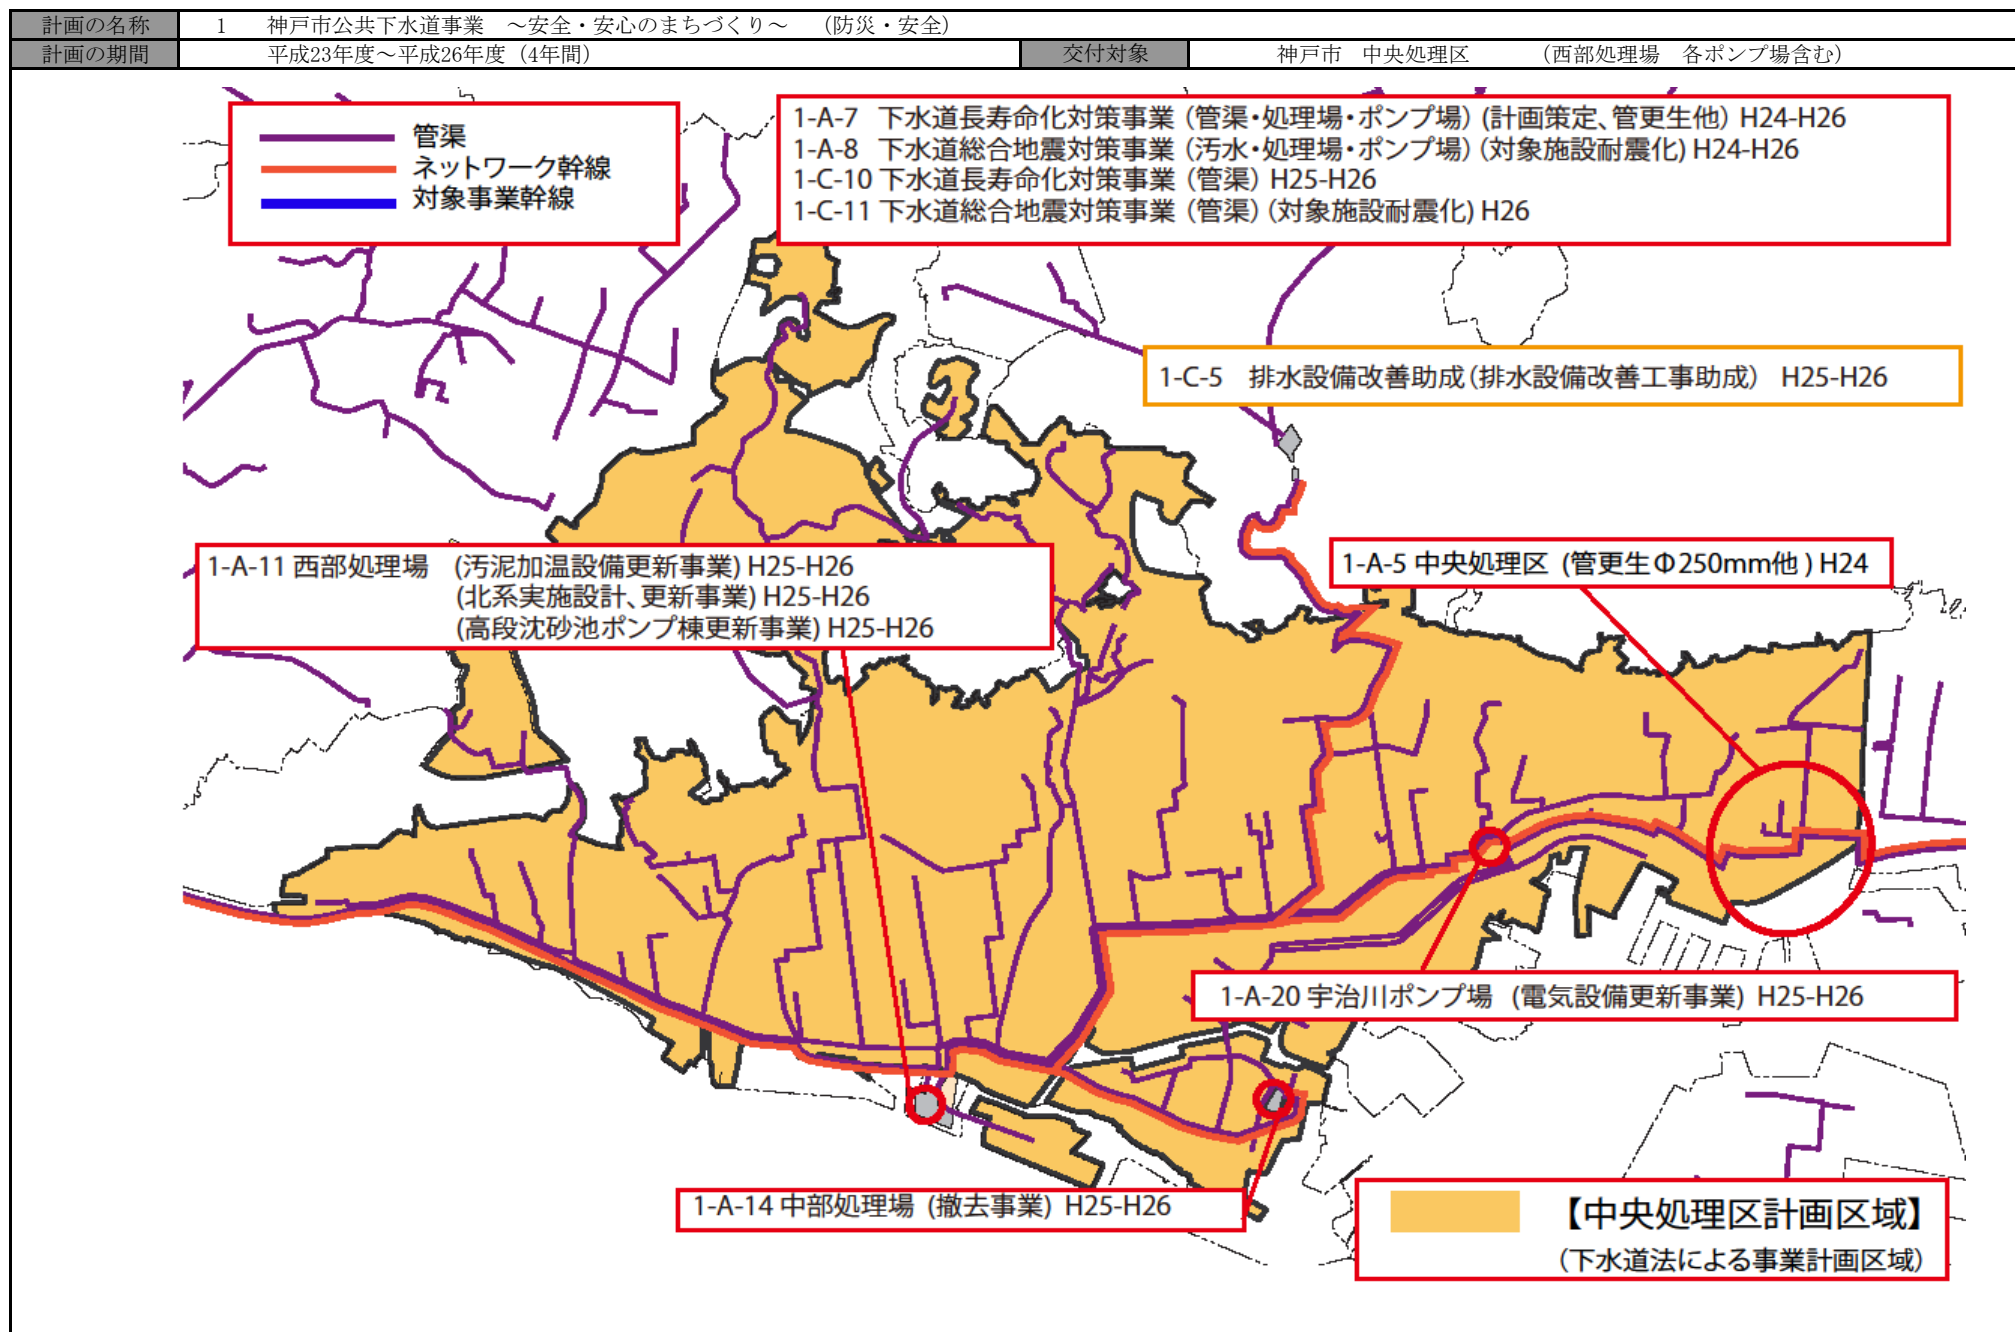 計画の名称 1 神戸市公共下水道事業 ～安全・安心のまちづくり～ （防災・安全）
計画の期間 平成23年度～平成26年度（4年間） 交付対象 神戸市 中央処理区 （西部処理場 各ポンプ場含む）
管渠
ネットワーク幹線
対象事業幹線
1-A-7 下水道長寿命化対策事業（管渠・処理場・ポンプ場）（計画策定、管更生他）H24-H26
1-A-8 下水道総合地震対策事業（汚水・処理場・ポンプ場）（対象施設耐震化）H24-H26
1-C-10 下水道長寿命化対策事業（管渠）H25-H26
1-C-11 下水道総合地震対策事業（管渠）（対象施設耐震化）H26
1-C-5 排水設備改善助成（排水設備改善工事助成） H25-H26
1-A-11 西部処理場 （汚泥加温設備更新事業）H25-H26
（北系実施設計、更新事業）H25-H26
（高段沈砂池ポンプ棟更新事業）H25-H26
1-A-5 中央処理区（管更生Φ250mm他）H24
1-A-20 宇治川ポンプ場（電気設備更新事業）H25-H26
1-A-14 中部処理場（撤去事業）H25-H26
【中央処理区計画区域】
（下水道法による事業計画区域）